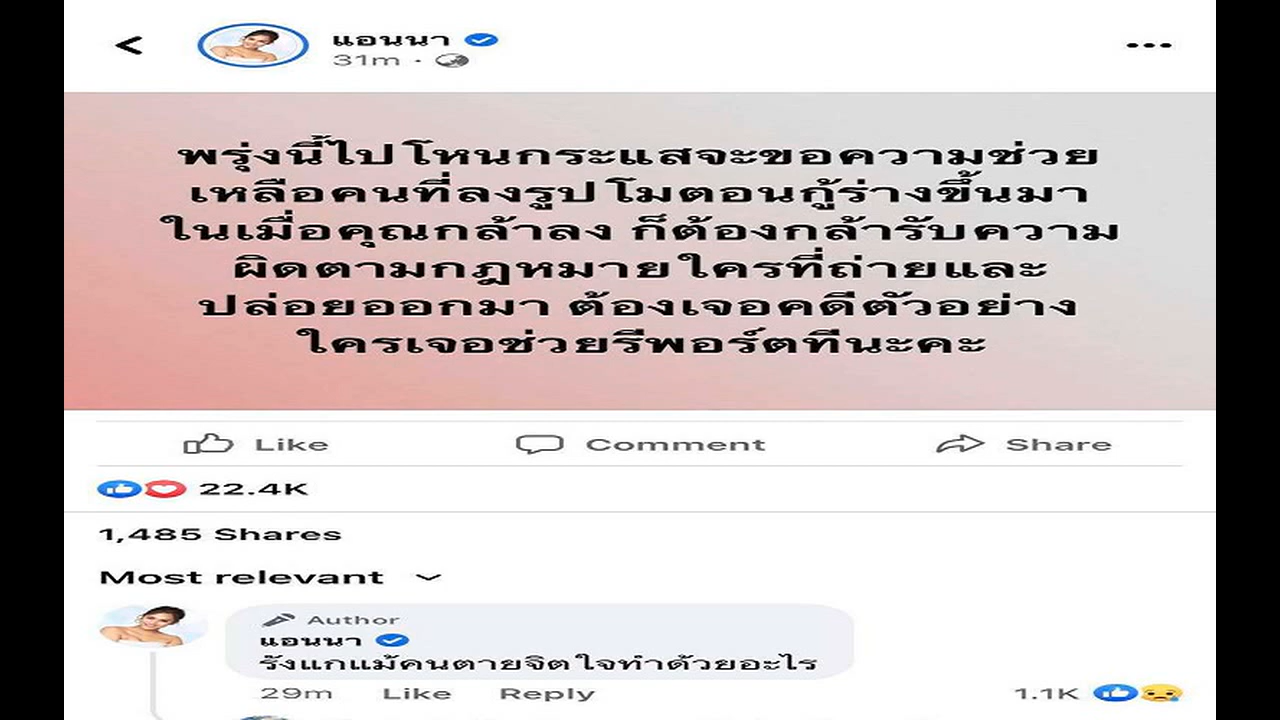 แอนนา
31m ·
พรุ่งนี้ไปโหนกระแสจะขอความช่วย
เหลือคนที่ลงรูปโมตอนกู้ร่างขึ้นมา
ในเมื่อคุณกล้าลง ก็ต้องกล้ารับความ
ผิดตามกฎหมายใครที่ถ่ายและ
ปล่อยออกมา ต้องเจอคดีตัวอย่าง
ใครเจอช่วยรีพอร์ตทีนะคะ
Like Comment Share
22.4K
1,485 Shares
Most relevant
Author
แอนนา
รังแกแม้คนตายจิตใจทำด้วยอะไร
29m Like Reply 1.1K